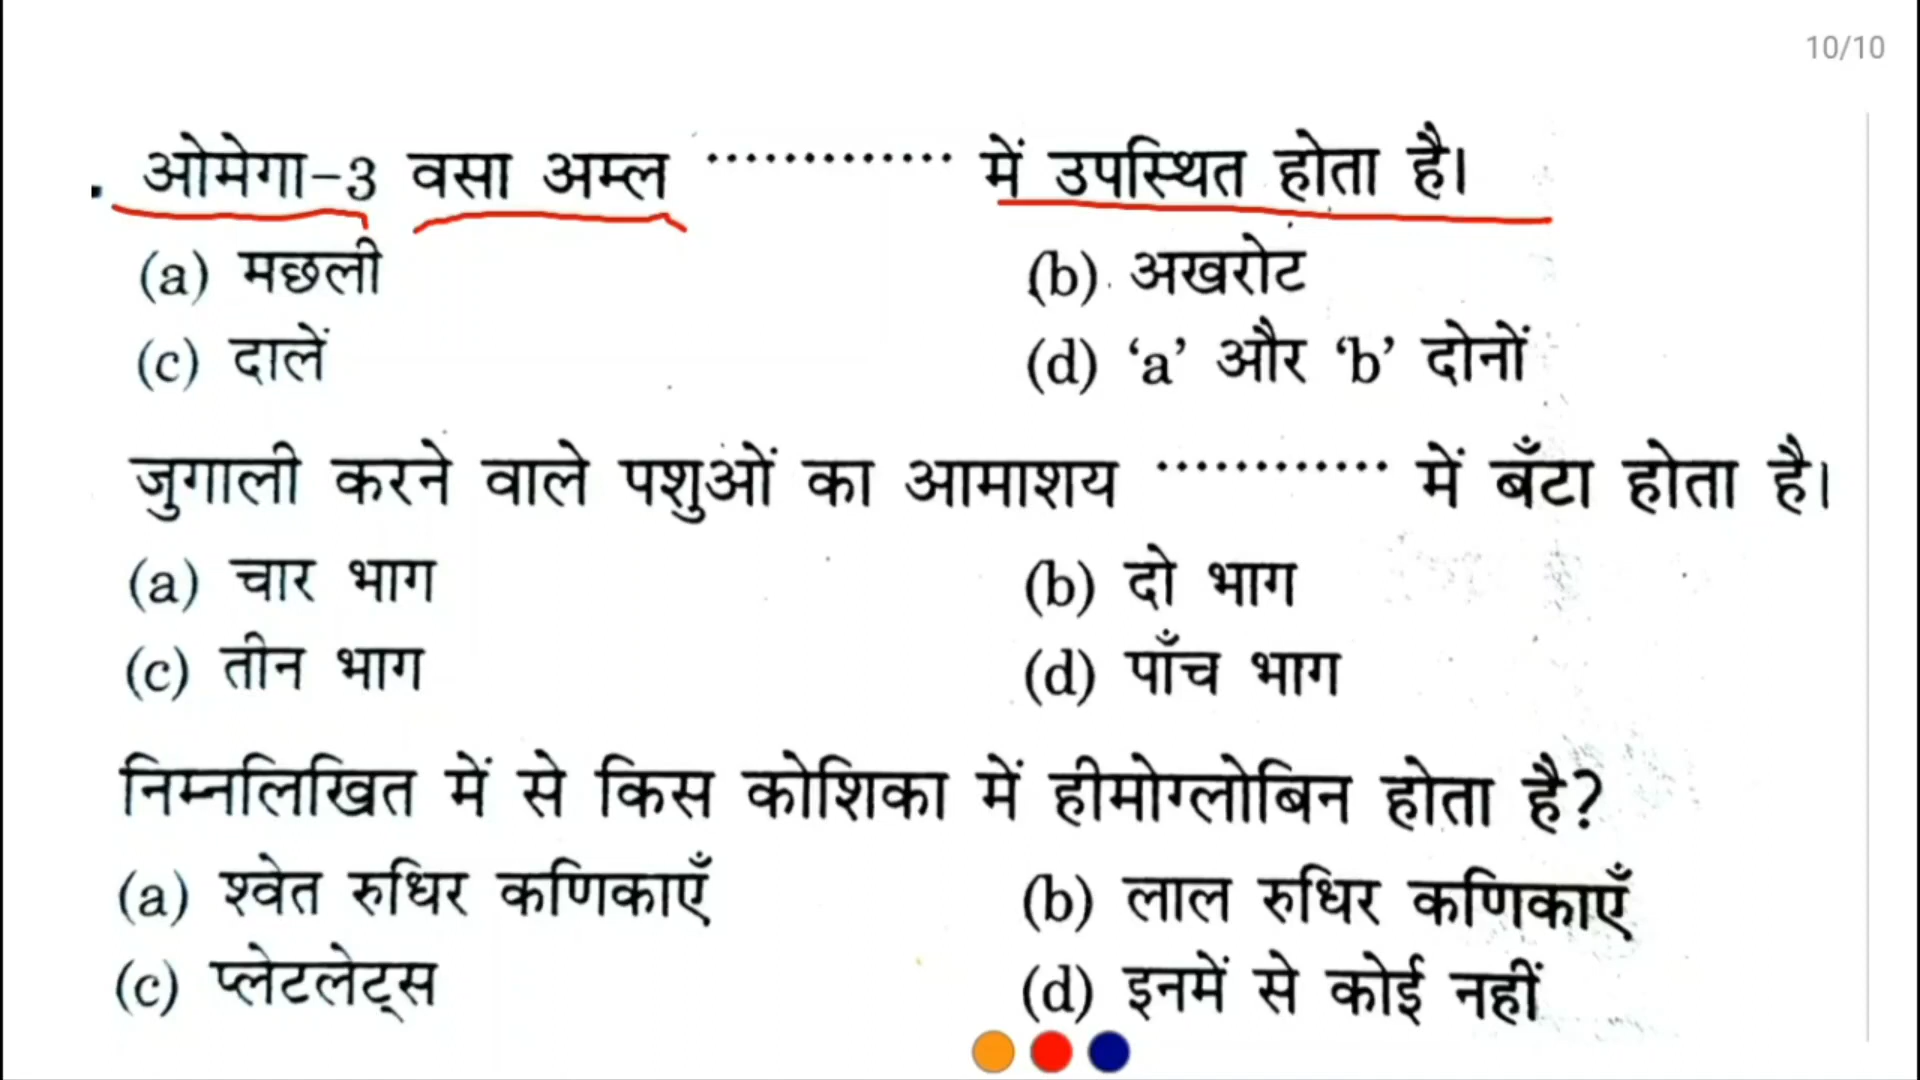 10/10
. ओमेगा-3 वसा अम्ल ............. में उपस्थित होता है।
(a) मछली (b) अखरोट
(c) दालें (d) ‘a’ और ‘b’ दोनों
जुगाली करने वाले पशुओं का आमाशय ............ में बँटा होता है।
(a) चार भाग (b) दो भाग
(c) तीन भाग (d) पाँच भाग
निम्नलिखित में से किस कोशिका में हीमोग्लोबिन होता है?
(a) श्वेत रुधिर कणिकाएँ (b) लाल रुधिर कणिकाएँ
(c) प्लेटलेट्स (d) इनमें से कोई नहीं